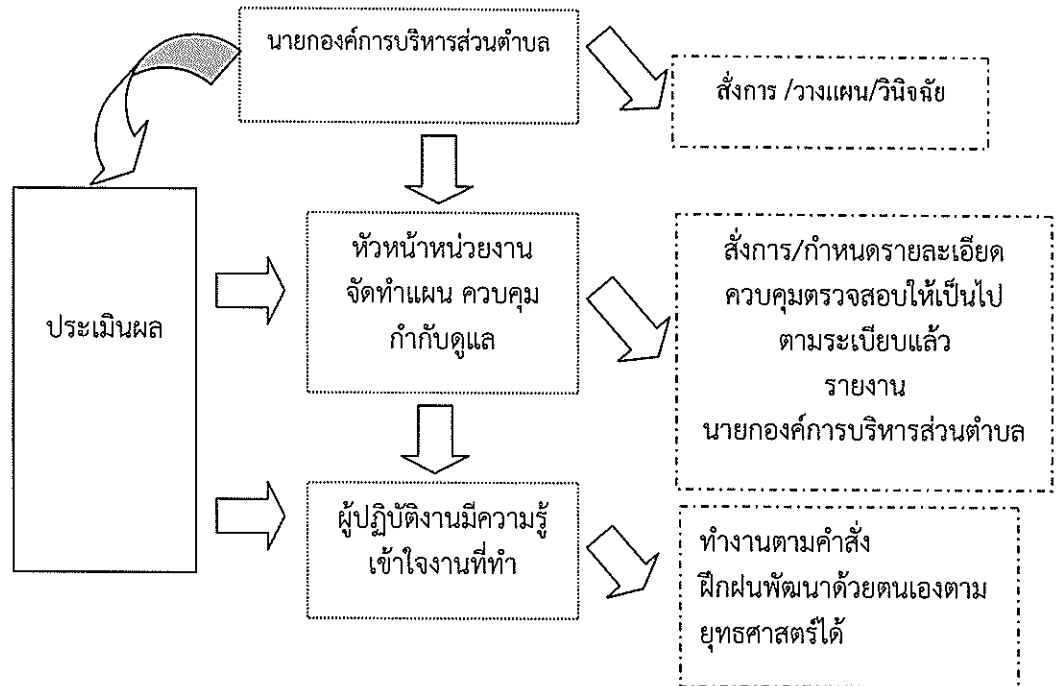 นายกองค์การบริหารส่วนตำบล
สั่งการ /วางแผน/วินิจฉัย
ประเมินผล
หัวหน้าหน่วยงาน
จัดทำแผน ควบคุม
กำกับดูแล
สั่งการ/กำหนดรายละเอียด
ควบคุมตรวจสอบให้เป็นไป
ตามระเบียบแล้ว
รายงาน
นายกองค์การบริหารส่วนตำบล
ผู้ปฏิบัติงานมีความรู้
เข้าใจงานที่ทำ
ทำงานตามคำสั่ง
ฝึกฝนพัฒนาด้วยตนเองตาม
ยุทธศาสตร์ได้